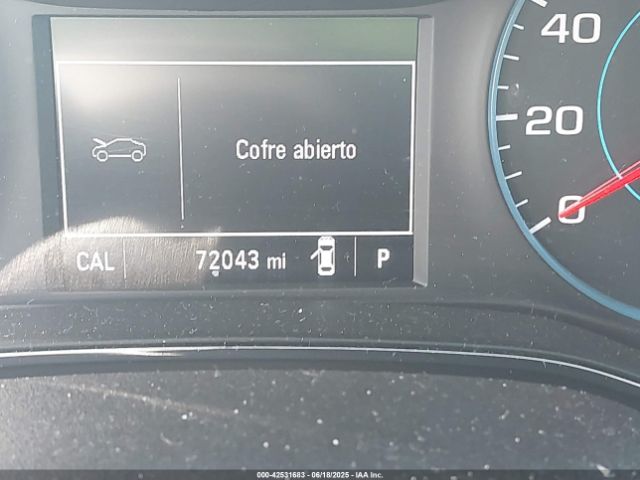 40
20
0
Cofre abierto
CAL 72043 mi P
000-42531683 - 06/18/2025 - IAA Inc.